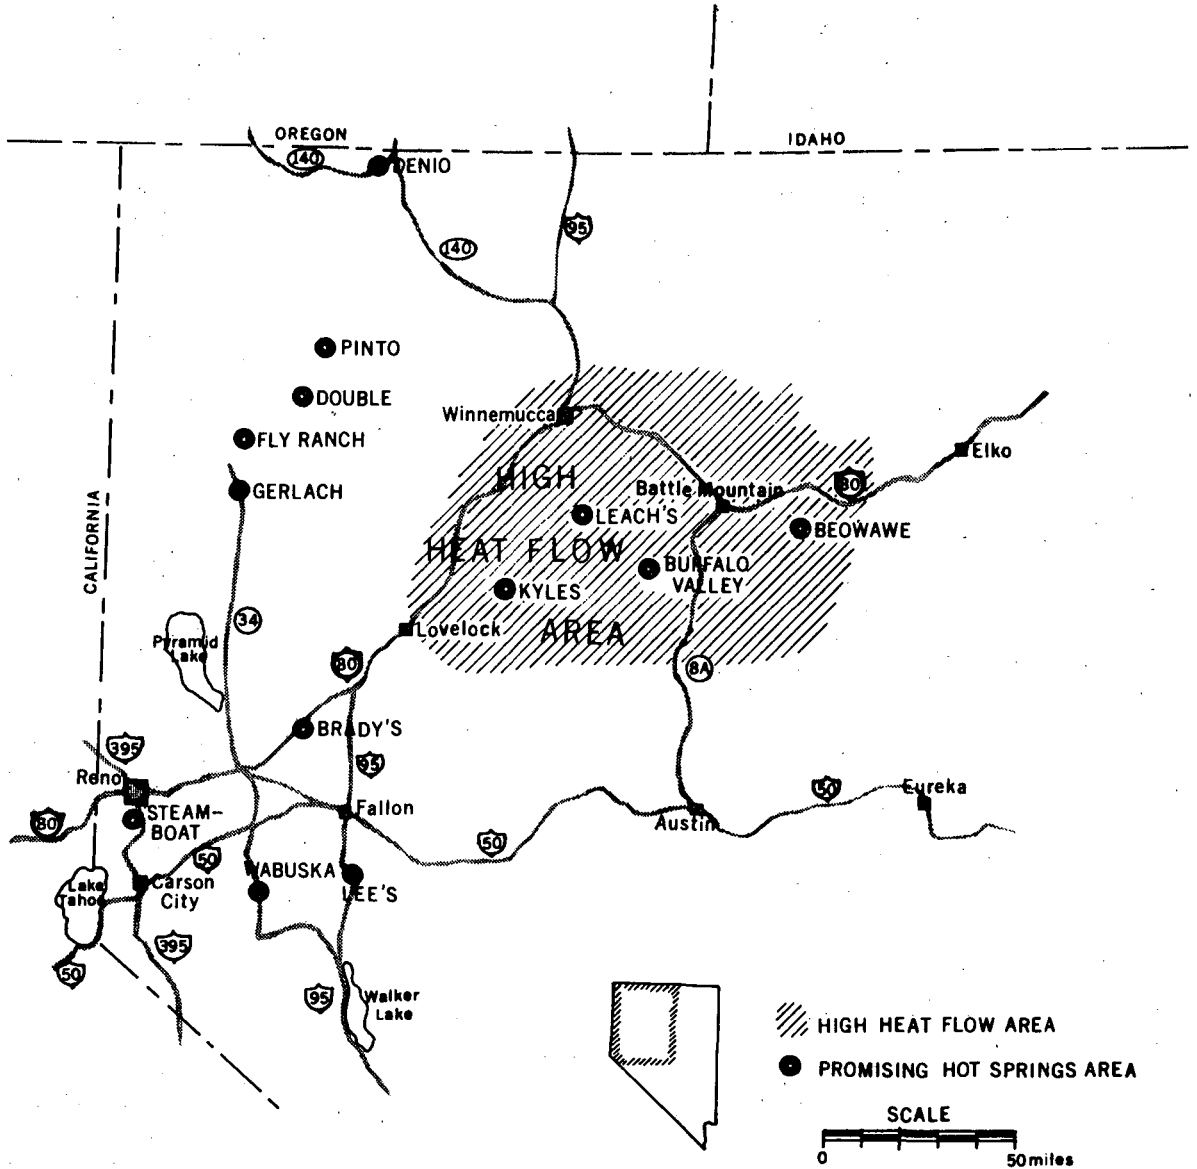 OREGON
IDAHO
140
DENIO
95
140
PINTO
DOUBLE
Winnemucca
FLY RANCH
Elko
HIGH
GERLACH
Battle Mountain
80
LEACH'S
BEOWAWE
CALIFORNIA
HEAT FLOW
BUFFALO
VALLEY
KYLES
34
Lovelock
AREA
Pyramid
Lake
80
8A
BRADY'S
395
95
Reno
50
Eureka
STEAM-
BOAT
80
Fallon
Austin
50
50
WABUSKA
Lake
Tahoe
Carson
City
LEE'S
395
50
95
Walker
Lake
HIGH HEAT FLOW AREA
PROMISING HOT SPRINGS AREA
SCALE
0
50 miles